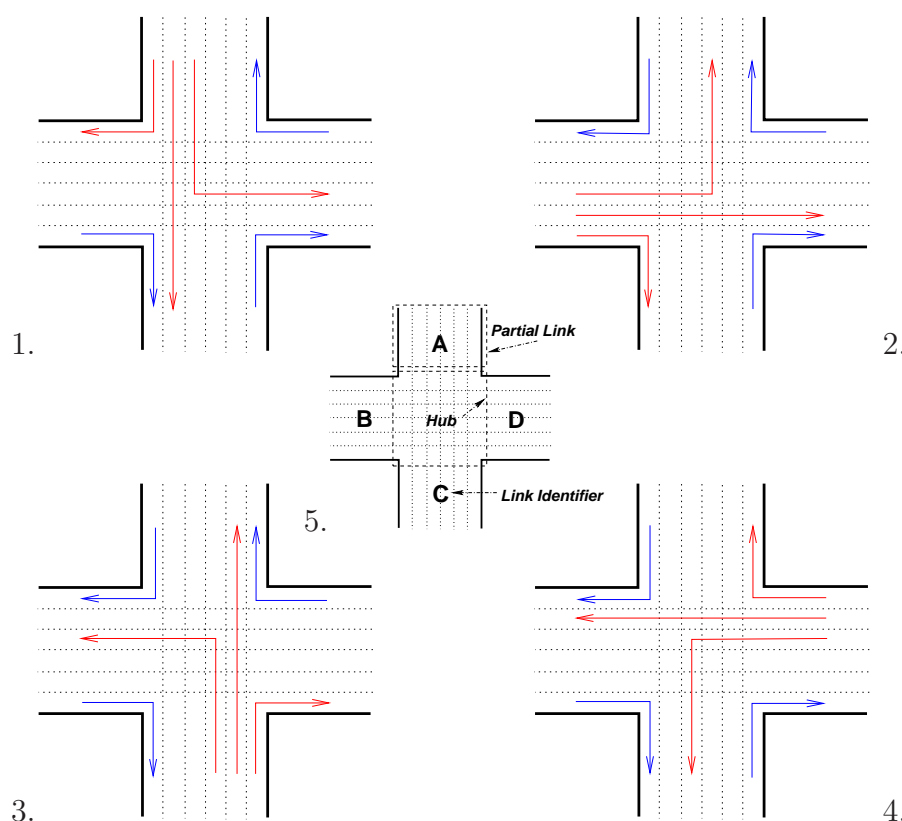 1.
2.
A
Partial Link
B
Hub
D
C
Link Identifier
5.
3.
4.